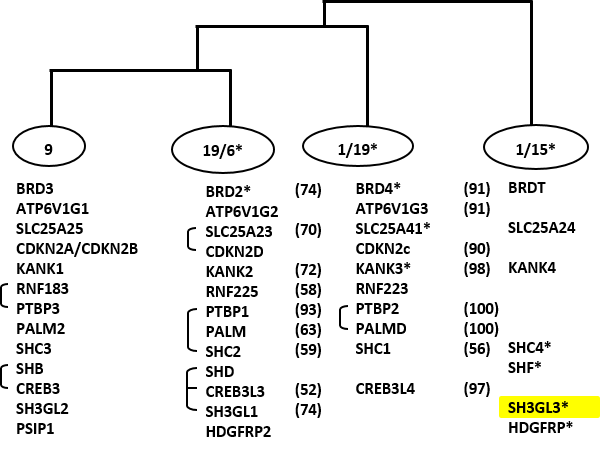 9 19/6* 1/19* 1/15*
BRD3 BRD2* (74) BRD4* (91) BRDT
ATP6V1G1 ATP6V1G2 ATP6V1G3 (91)
SLC25A25 SLC25A23 (70) SLC25A41* SLC25A24
CDKN2A/CDKN2B CDKN2D CDKN2c (90)
KANK1 KANK2 (72) KANK3* (98) KANK4
RNF183 RNF225 (58) RNF223
PTBP3 PTBP1 (93) PTBP2 (100)
PALM2 PALM (63) PALMD (100)
SHC3 SHC2 (59) SHC1 (56) SHC4*
SHB SHD SHF*
CREB3 CREB3L3 (52) CREB3L4 (97)
SH3GL2 SH3GL1 (74) SH3GL3*
PSIP1 HDGFRP2 HDGFRP*